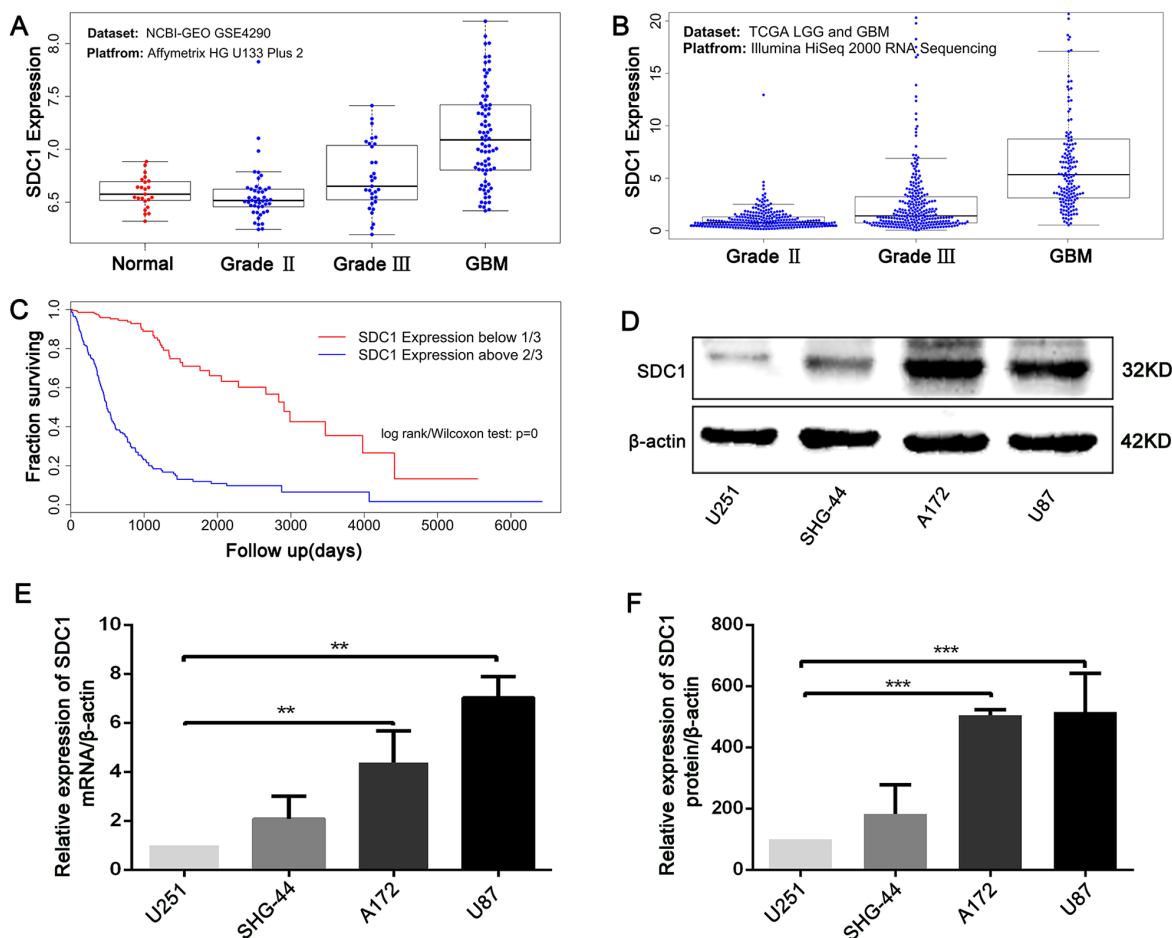 A
Dataset: NCBI-GEO GSE4290
Platfrom: Affymetrix HG U133 Plus 2
SDC1 Expression
8.0
7.5
7.0
6.5
Normal
Grade Ⅱ
Grade Ⅲ
GBM
B
Dataset: TCGA LGG and GBM
Platfrom: Illumina HiSeq 2000 RNA Sequencing
SDC1 Expression
20
15
10
5
0
Grade Ⅱ
Grade Ⅲ
GBM
C
SDC1 Expression below 1/3
SDC1 Expression above 2/3
log rank/Wilcoxon test: p=0
Fraction surviving
1.0
0.8
0.6
0.4
0.2
0.0
0 1000 2000 3000 4000 5000 6000
Follow up(days)
D
SDC1
32KD
β-actin
42KD
U251
SHG-44
A172
U87
E
Relative expression of SDC1
mRNA/β-actin
10
8
6
4
2
0
**
**
U251
SHG-44
A172
U87
F
Relative expression of SDC1
protein/β-actin
800
600
400
200
0
***
***
U251
SHG-44
A172
U87